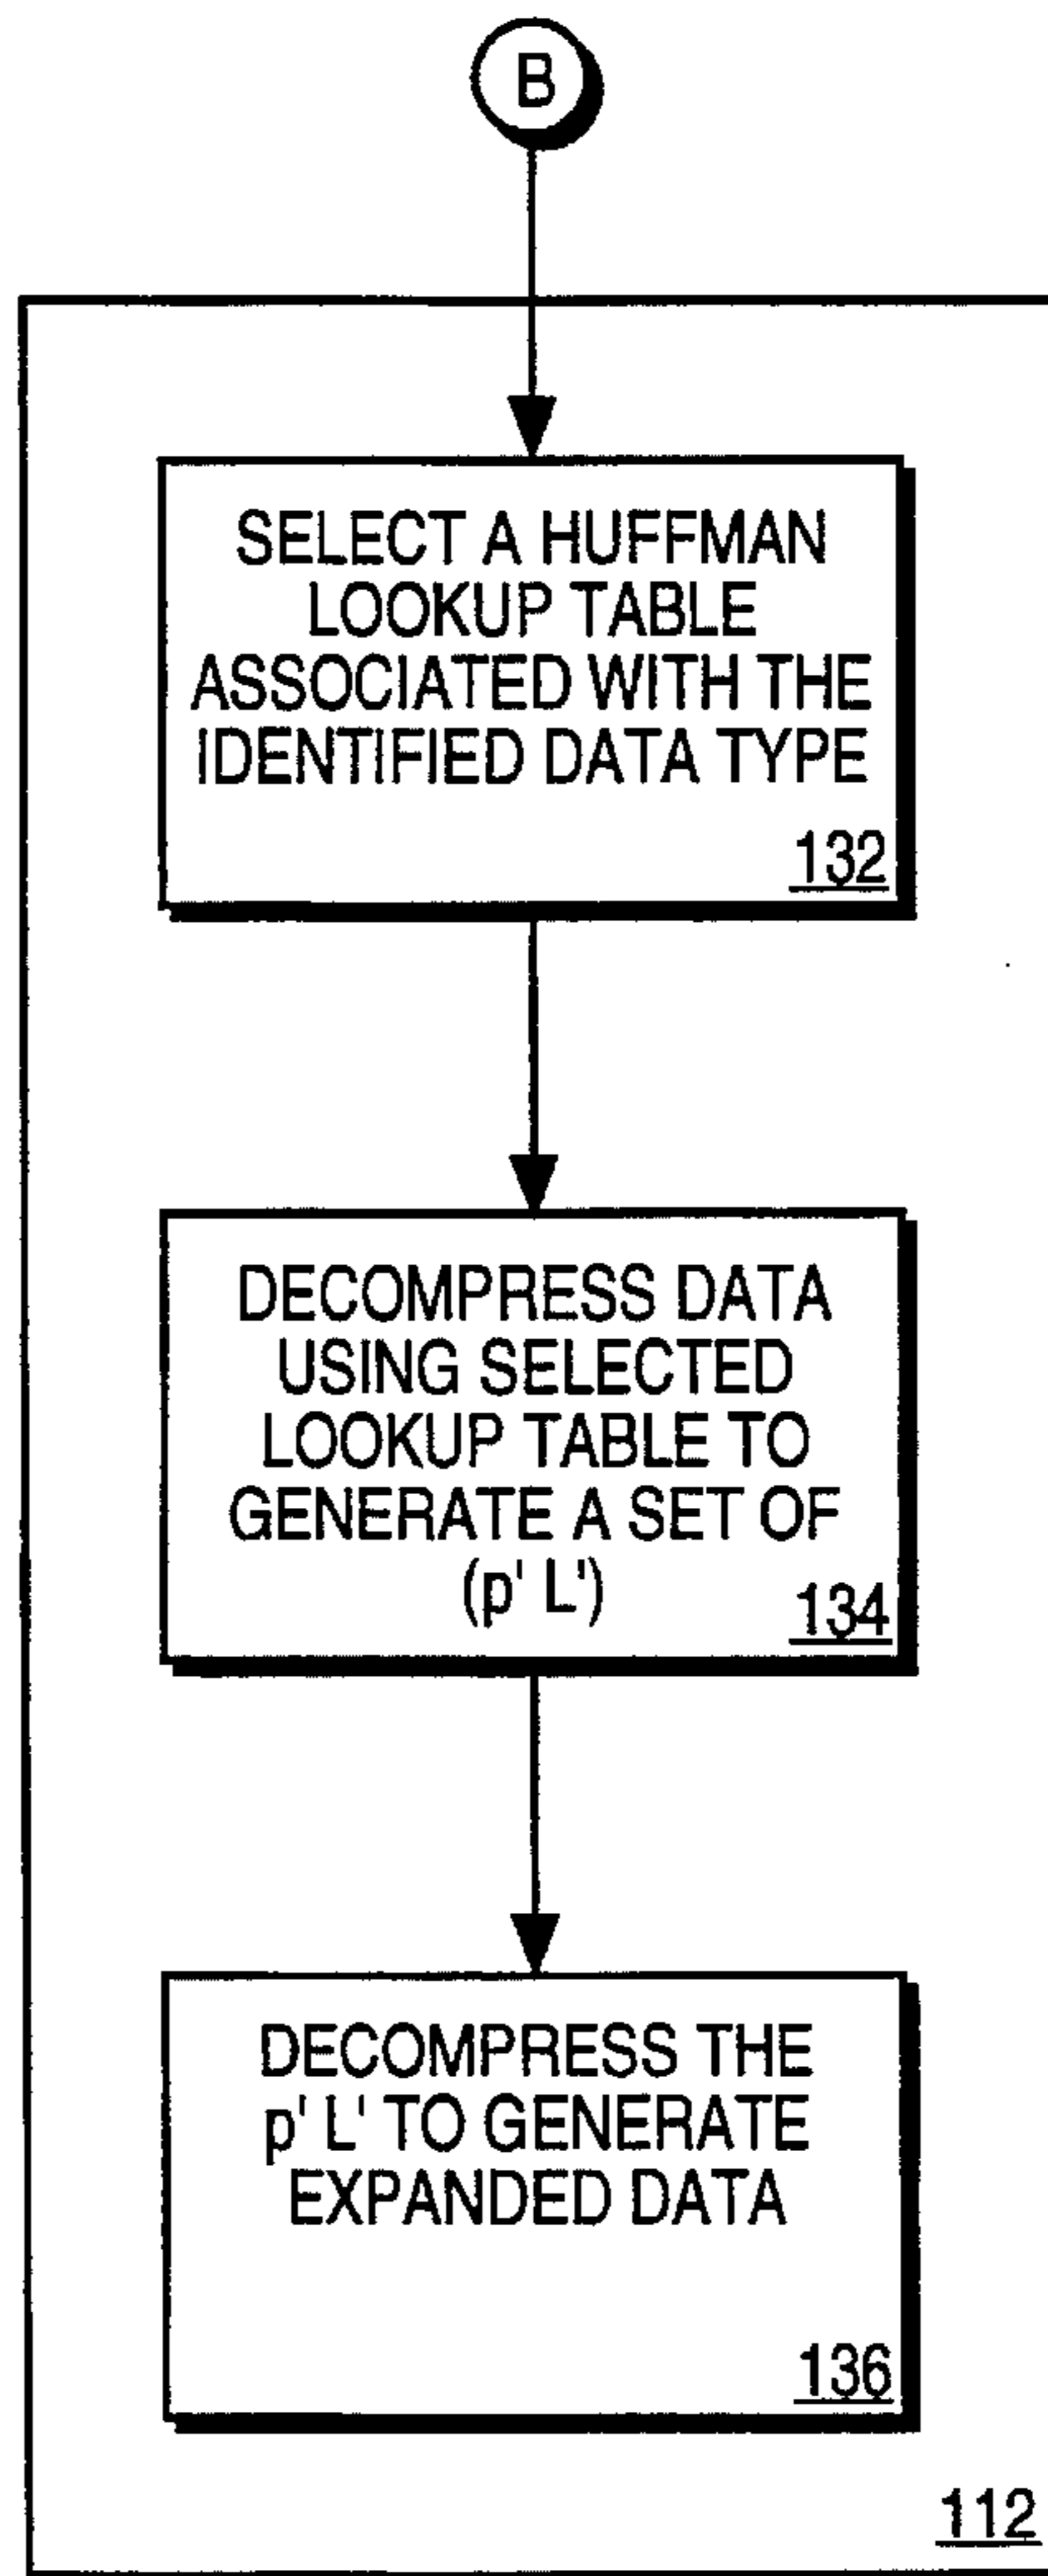 B
SELECT A HUFFMAN
LOOKUP TABLE
ASSOCIATED WITH THE
IDENTIFIED DATA TYPE
132
DECOMPRESS DATA
USING SELECTED
LOOKUP TABLE TO
GENERATE A SET OF
(p' L')
134
DECOMPRESS THE
p' L' TO GENERATE
EXPANDED DATA
136
112